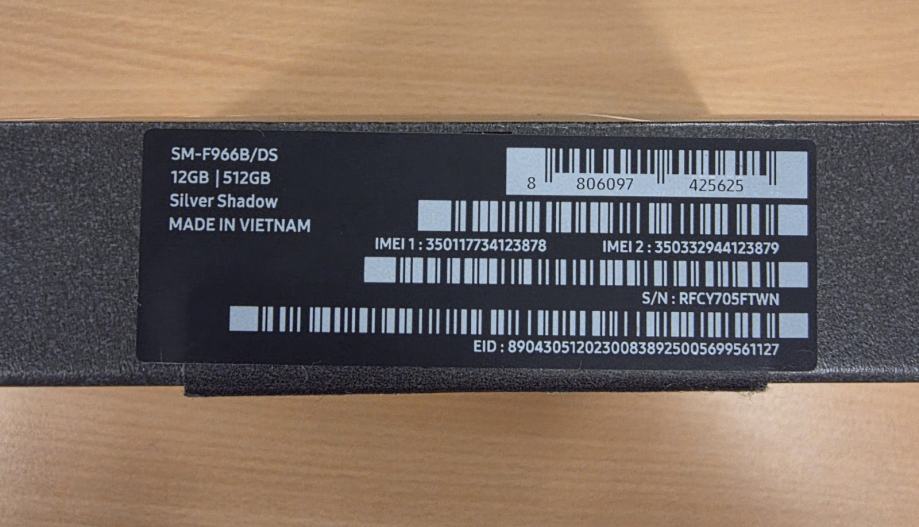 SM-F966B/DS
12GB | 512GB
Silver Shadow
MADE IN VIETNAM
8 806097 425625
IMEI 1 : 350117734123878 IMEI 2 : 350332944123879
S/N : RFCY705FTWN
EID : 89043051202300838925005699561127